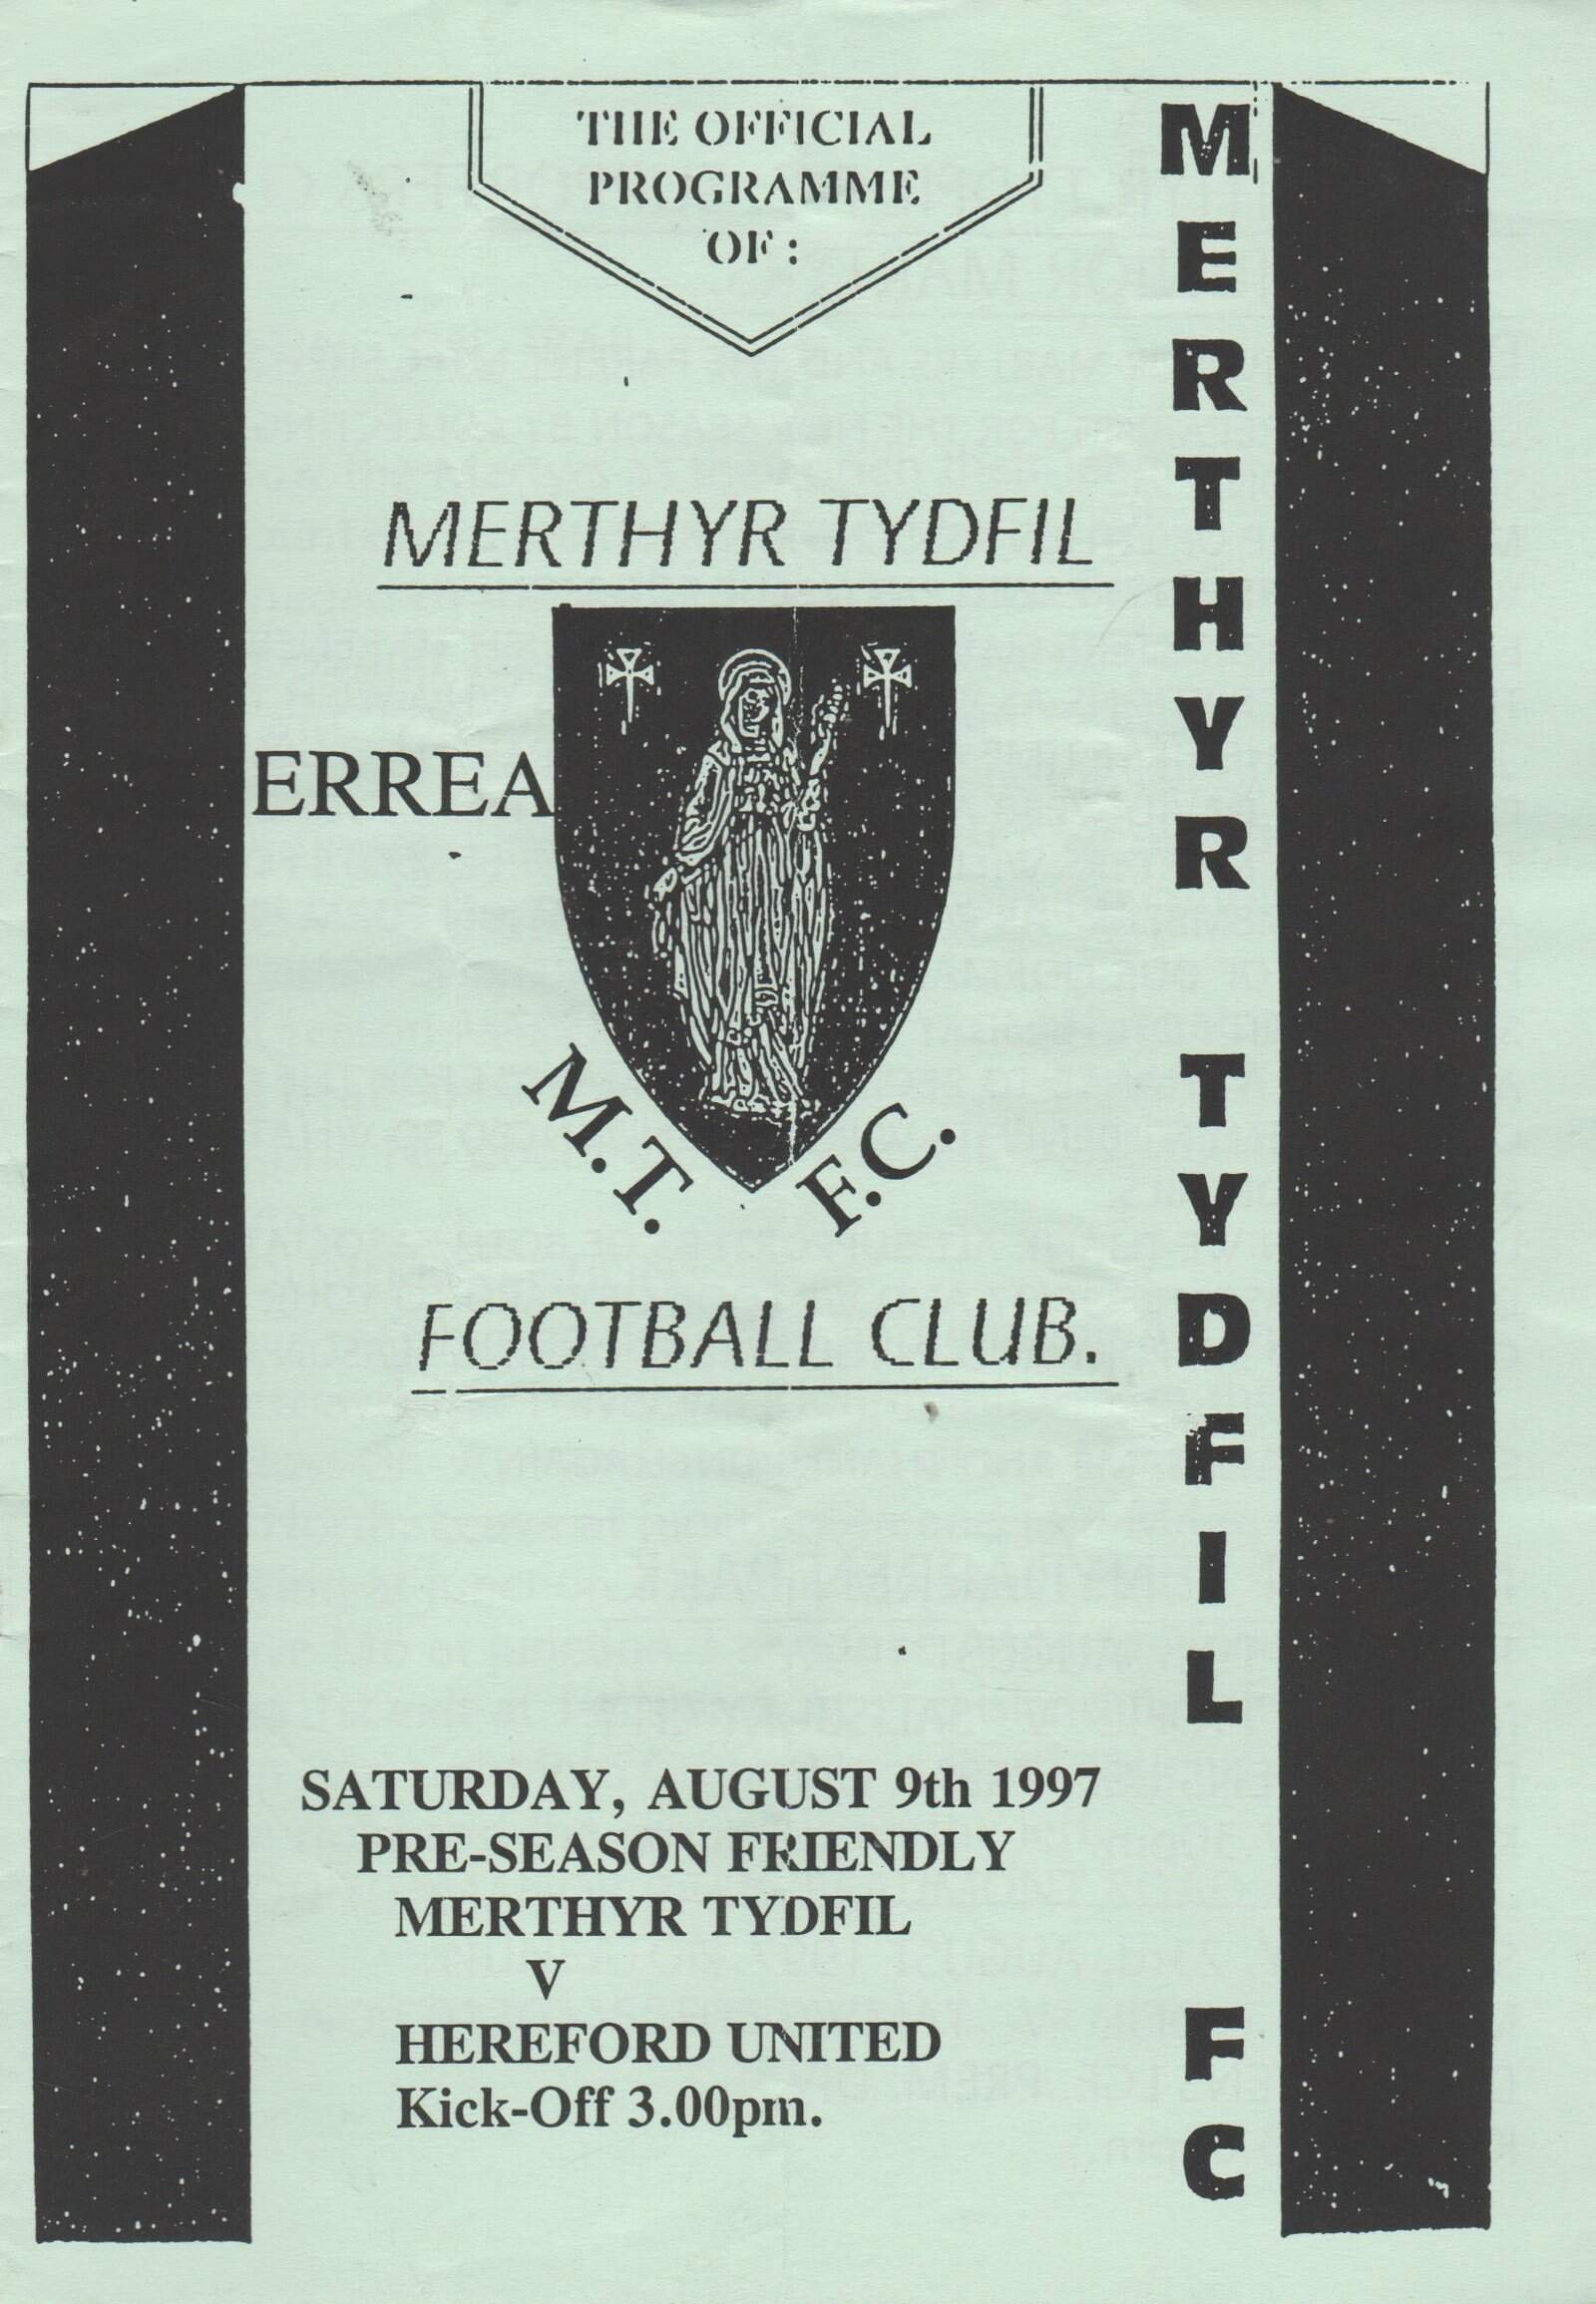 THE OFFICIAL
PROGRAMME
OF :
MERTHYR TYDFIL
ERREA
M.T. F.C.
FOOTBALL CLUB.
SATURDAY, AUGUST 9th 1997
PRE-SEASON FRIENDLY
MERTHYR TYDFIL
V
HEREFORD UNITED
Kick-Off 3.00pm.
MERTHYR TYDFIL FC